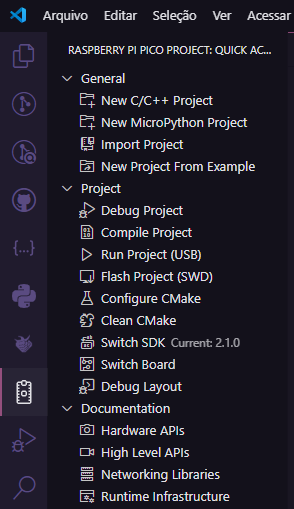 Arquivo Editar Seleção Ver Acessar
RASPBERRY PI PICO PROJECT: QUICK AC...
General
New C/C++ Project
New MicroPython Project
Import Project
New Project From Example
Project
Debug Project
Compile Project
Run Project (USB)
Flash Project (SWD)
Configure CMake
Clean CMake
Switch SDK Current: 2.1.0
Switch Board
Debug Layout
Documentation
Hardware APIs
High Level APIs
Networking Libraries
Runtime Infrastructure